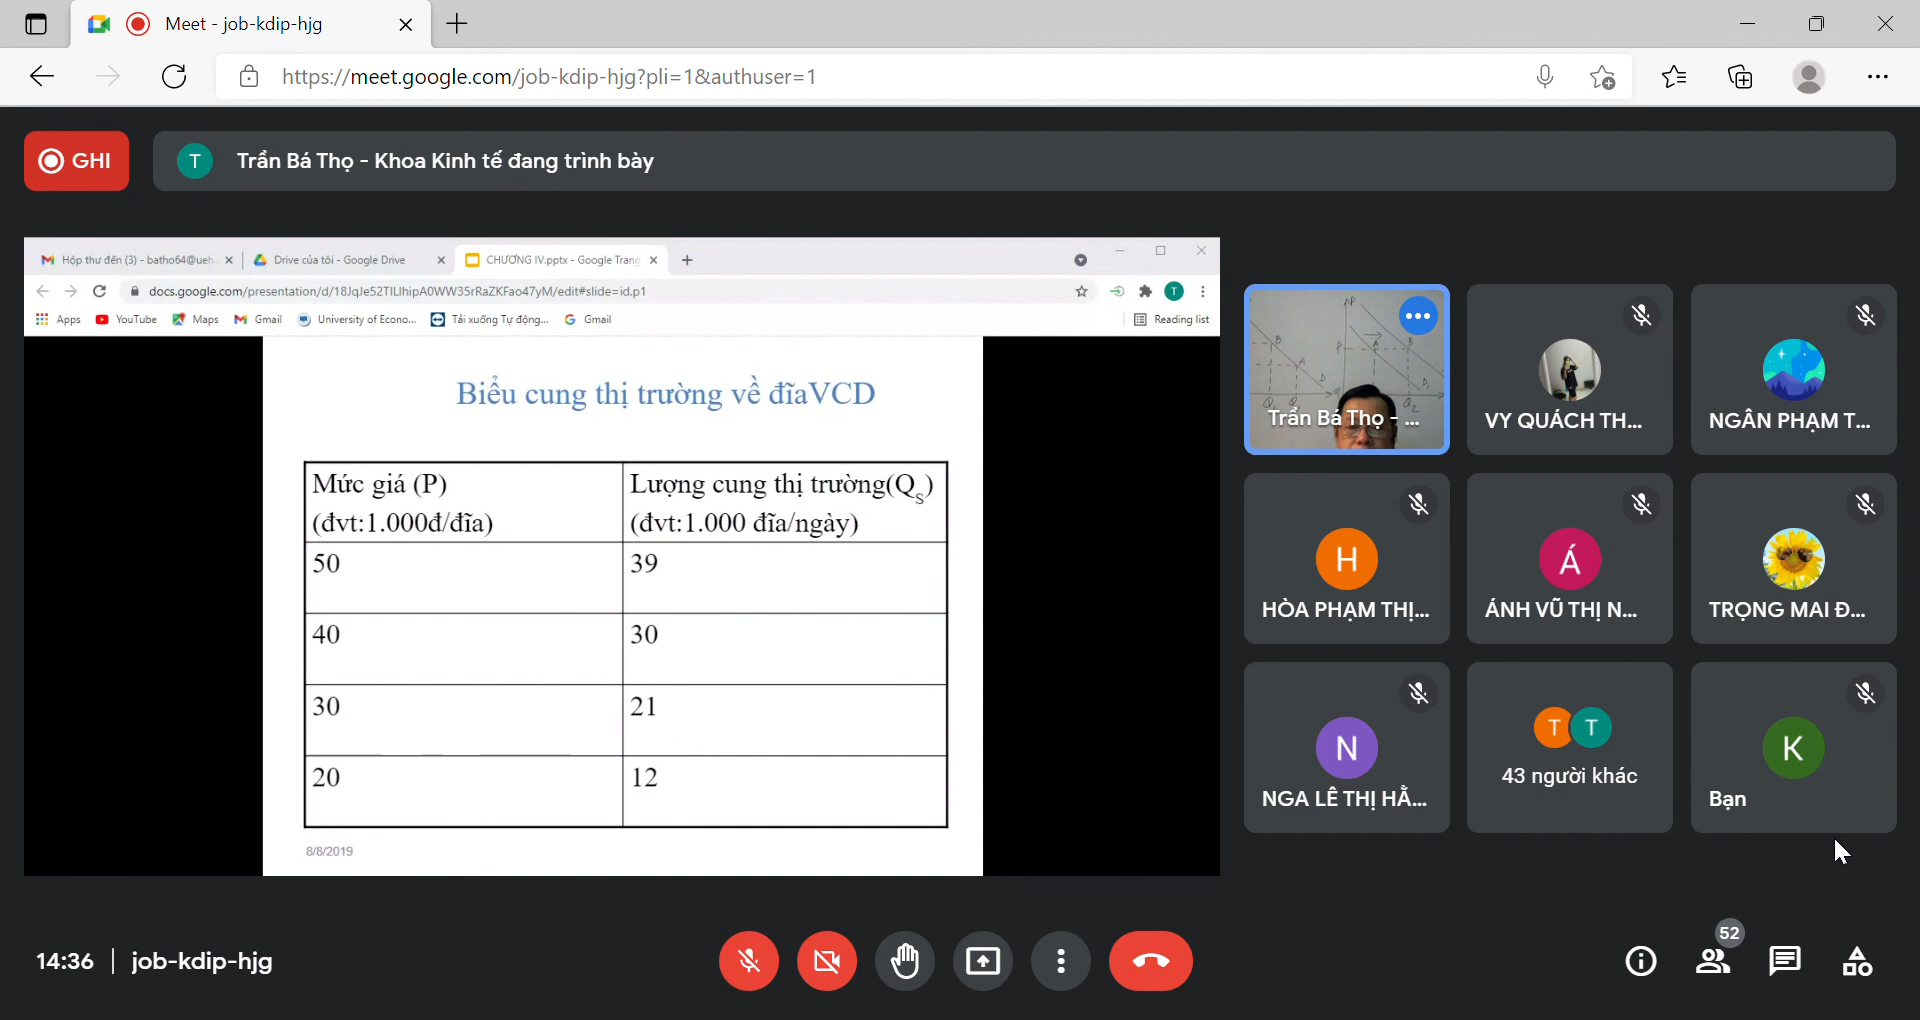 Meet - job-kdip-hjg
https://meet.google.com/job-kdip-hjg?pli=1&authuser=1
GHI
T
Trần Bá Thọ - Khoa Kinh tế đang trình bày
Hộp thư đến (3) - batho64@ueh
Drive của tôi - Google Drive
CHƯƠNG IV.pptx - Google Trang
docs.google.com/presentation/d/18JqJe52TILIhipA0WW35rRaZKFao47yM/edit#slide=id.p1
T
Apps
YouTube
Maps
Gmail
University of Econo...
Tải xuống Tự động...
Gmail
Reading list
Biểu cung thị trường về đĩaVCD
Mức giá (P)
(đvt:1.000đ/đĩa)
Lượng cung thị trường(QS)
(đvt:1.000 đĩa/ngày)
50
39
40
30
30
21
20
12
8/8/2019
Trần Bá Thọ - ...
VY QUÁCH TH...
NGÂN PHẠM T...
H
HÒA PHẠM THỊ...
Á
ÁNH VŨ THỊ N...
TRỌNG MAI Đ...
N
NGA LÊ THỊ HẰ...
T
T
43 người khác
K
Bạn
14:36
job-kdip-hjg
52